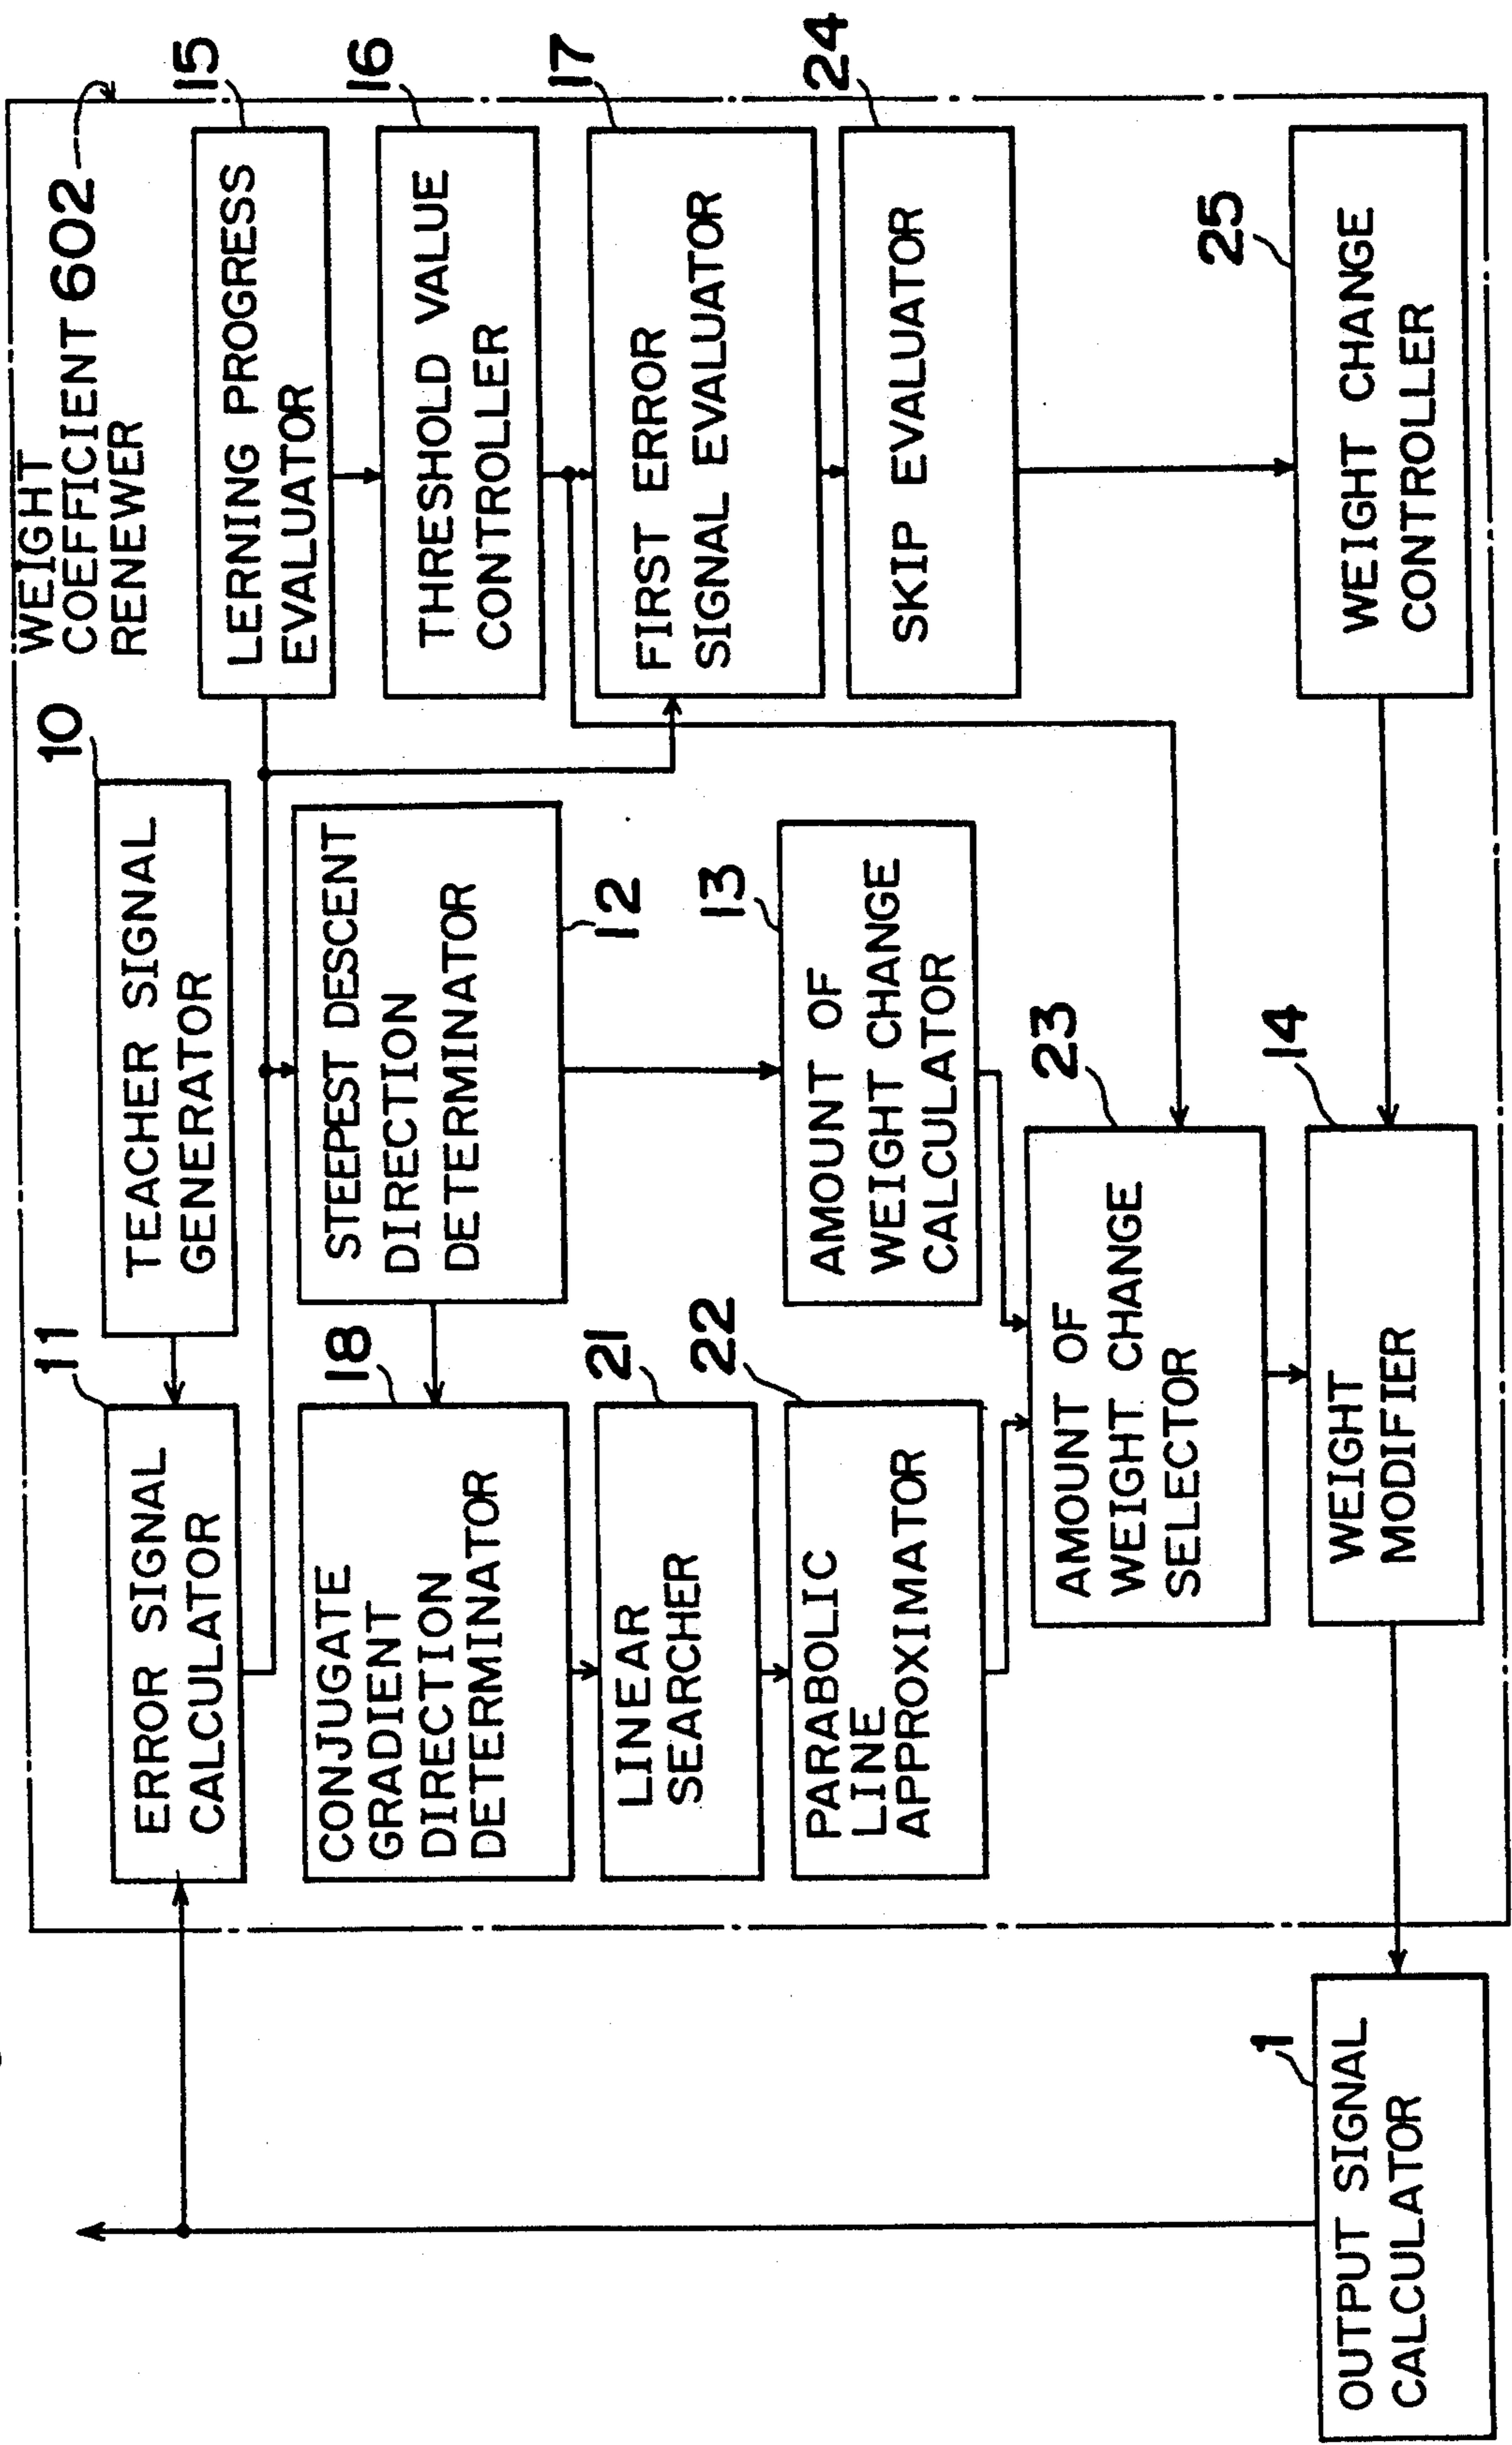 WEIGHT
COEFFICIENT 602
RENEWER
11
ERROR SIGNAL
CALCULATOR
10
TEACHER SIGNAL
GENERATOR
15
LERNING PROGRESS
EVALUATOR
16
THRESHOLD VALUE
CONTROLLER
18
CONJUGATE
GRADIENT
DIRECTION
DETERMINATOR
STEEPEST DESCENT
DIRECTION
DETERMINATOR
12
17
FIRST ERROR
SIGNAL EVALUATOR
21
LINEAR
SEARCHER
22
PARABOLIC
LINE
APPROXIMATOR
13
AMOUNT OF
WEIGHT CHANGE
CALCULATOR
24
SKIP EVALUATOR
23
AMOUNT OF
WEIGHT CHANGE
SELECTOR
1
OUTPUT SIGNAL
CALCULATOR
14
WEIGHT
MODIFIER
25
WEIGHT CHANGE
CONTROLLER